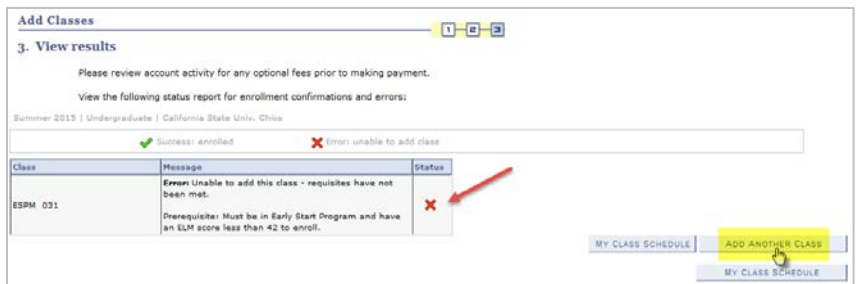 Add Classes
1 2 3
3. View results
Please review account activity for any optional fees prior to making payment.
View the following status report for enrollment confirmations and errors:
Summer 2015 | Undergraduate | California State Univ. Chico
Success: enrolled Error: unable to add class
Class Message Status
Error: Unable to add this class - requisites have not
been met.
ESPM 031
Prerequisite: Must be in Early Start Program and have
an ELM score less than 42 to enroll.
MY CLASS SCHEDULE ADD ANOTHER CLASS
MY CLASS SCHEDULE